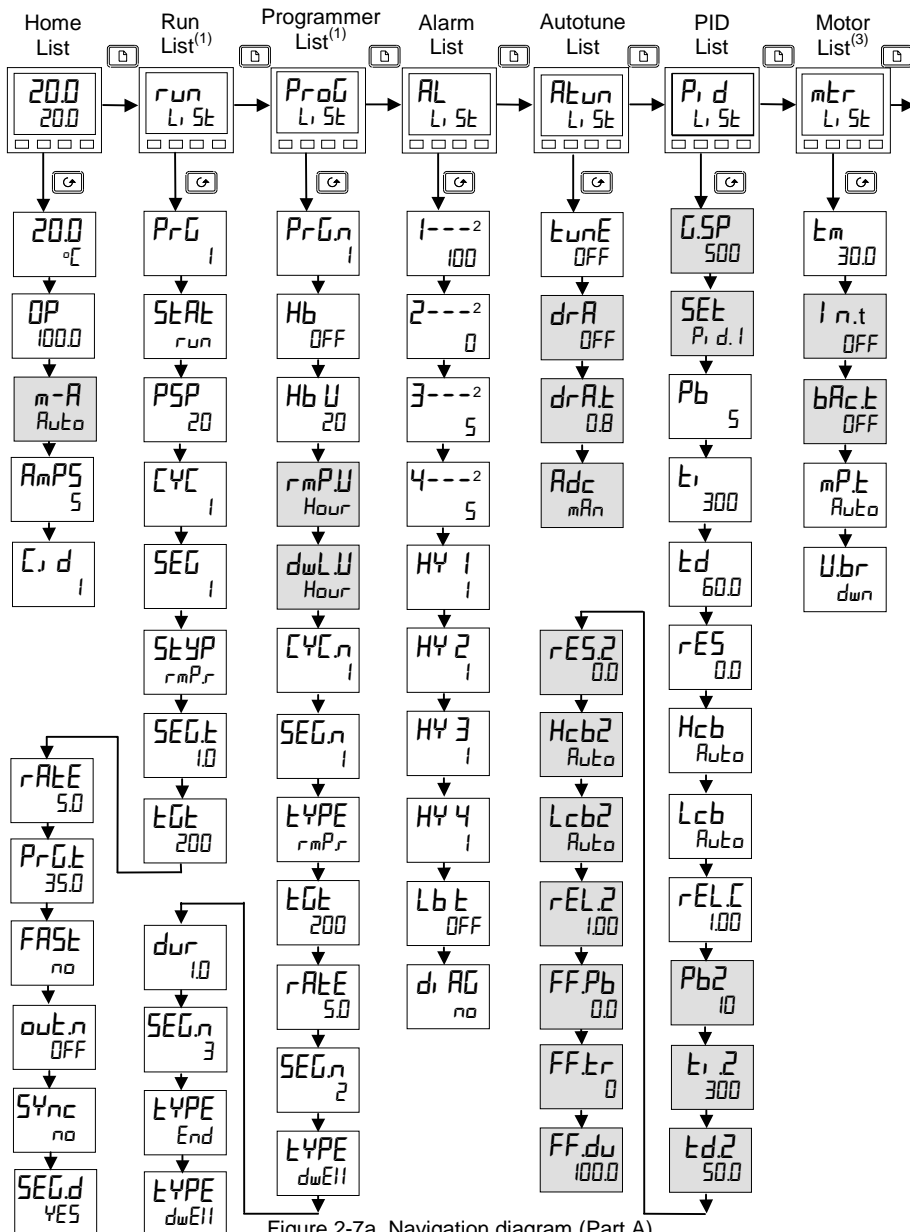 Home List
Run List(1)
Programmer List(1)
Alarm List
Autotune List
PID List
Motor List(3)
20.0
20.0
run
LiSt
ProG
LiSt
AL
LiSt
Atun
LiSt
Pid
LiSt
mtr
LiSt
20.0
°C
OP
100.0
m-A
Auto
AmPS
5
C.id
1
PrG
1
StAt
run
PSP
20
CYC
1
SEG
1
StYP
rmP.r
SEG.t
1.0
tGt
200
rAtE
5.0
PrG.t
35.0
FASt
no
out.n
OFF
SYnc
no
SEG.d
YES
PrG.n
1
Hb
OFF
Hb U
20
rmP.U
Hour
dwL.U
Hour
CYC.n
1
SEG.n
1
tYPE
rmP.r
tGt
200
rAtE
5.0
SEG.n
2
tYPE
dwEll
dur
1.0
SEG.n
3
tYPE
End
tYPE
dwEll
1---2
100
2---2
0
3---2
5
4---2
5
HY 1
1
HY 2
1
HY 3
1
HY 4
1
Lb t
OFF
diAG
no
tunE
OFF
drA
OFF
drA.t
0.8
Adc
mAn
G.SP
500
SEt
Pid.1
Pb
5
ti
300
td
60.0
rES
0.0
Hcb
Auto
Lcb
Auto
rEL.C
1.00
Pb2
10
ti.2
300
td.2
50.0
rES.2
0.0
Hcb2
Auto
Lcb2
Auto
rEL.2
1.00
FF.Pb
0.0
FF.tr
0
FF.du
100.0
tm
30.0
In.t
OFF
bAc.t
OFF
mP.t
Auto
U.br
dwn
Figure 2-7a Navigation diagram (Part A)